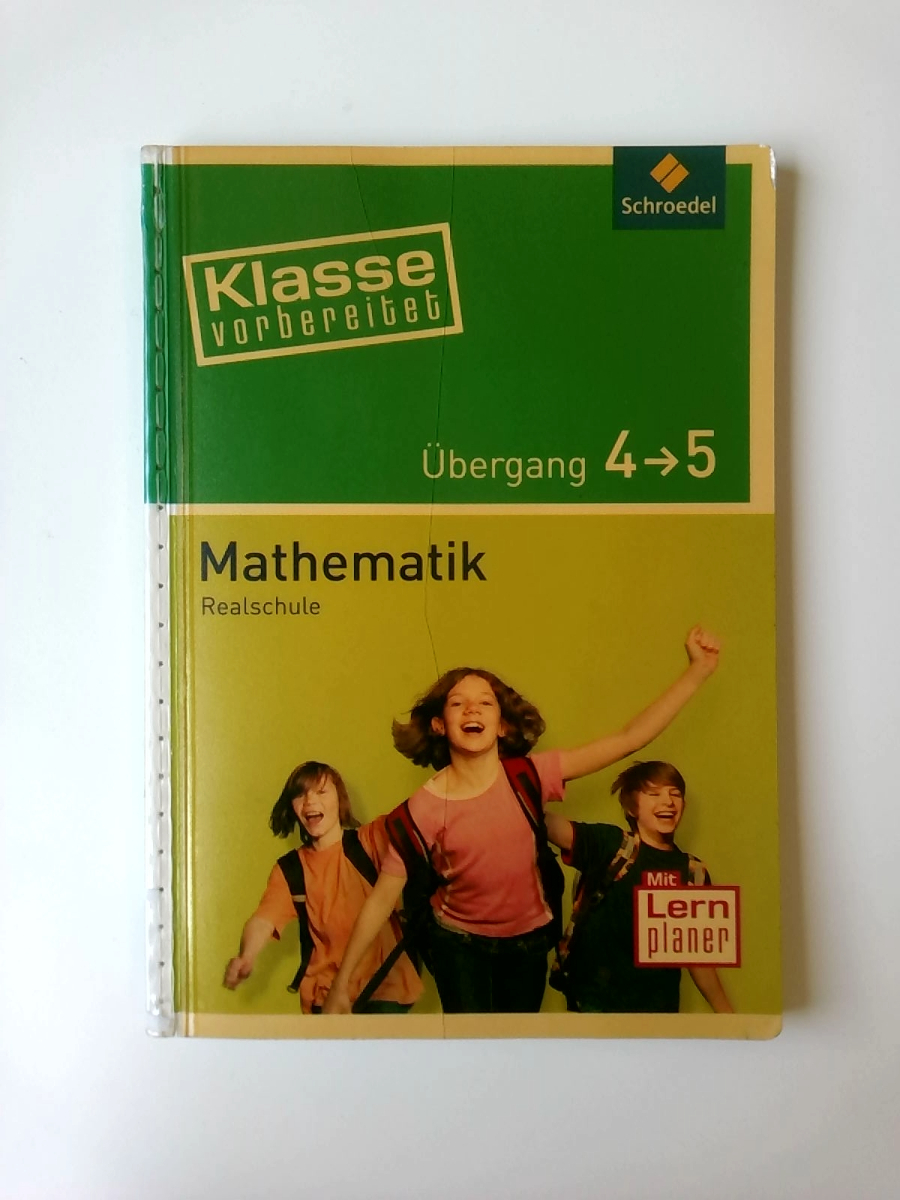 Schroedel
Klasse
vorbereitet
Übergang 4→5
Mathematik
Realschule
Mit
Lern
planer